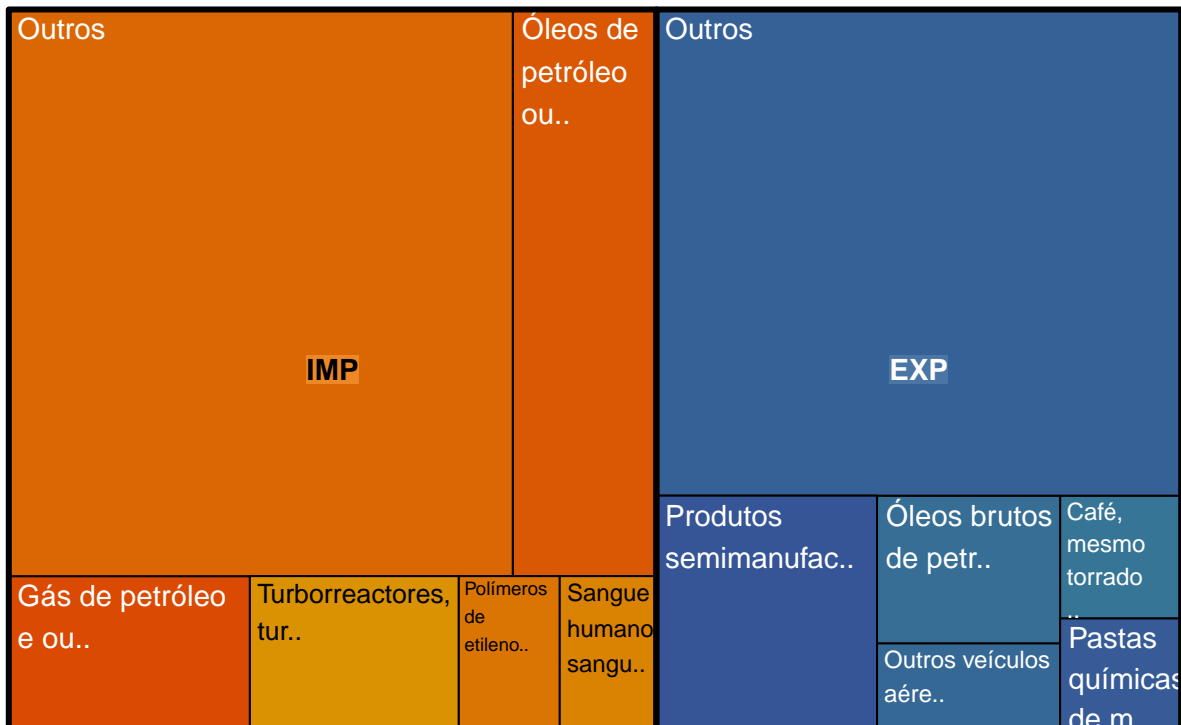 Outros
Óleos de
petróleo
ou..
IMP
Gás de petróleo
e ou..
Turborreactores,
tur..
Polímeros
de
etileno..
Sangue
humano
sangu..
Outros
EXP
Produtos
semimanufac..
Óleos brutos
de petr..
Café,
mesmo
torrado
..
Outros veículos
aére..
Pastas
químicas
de m